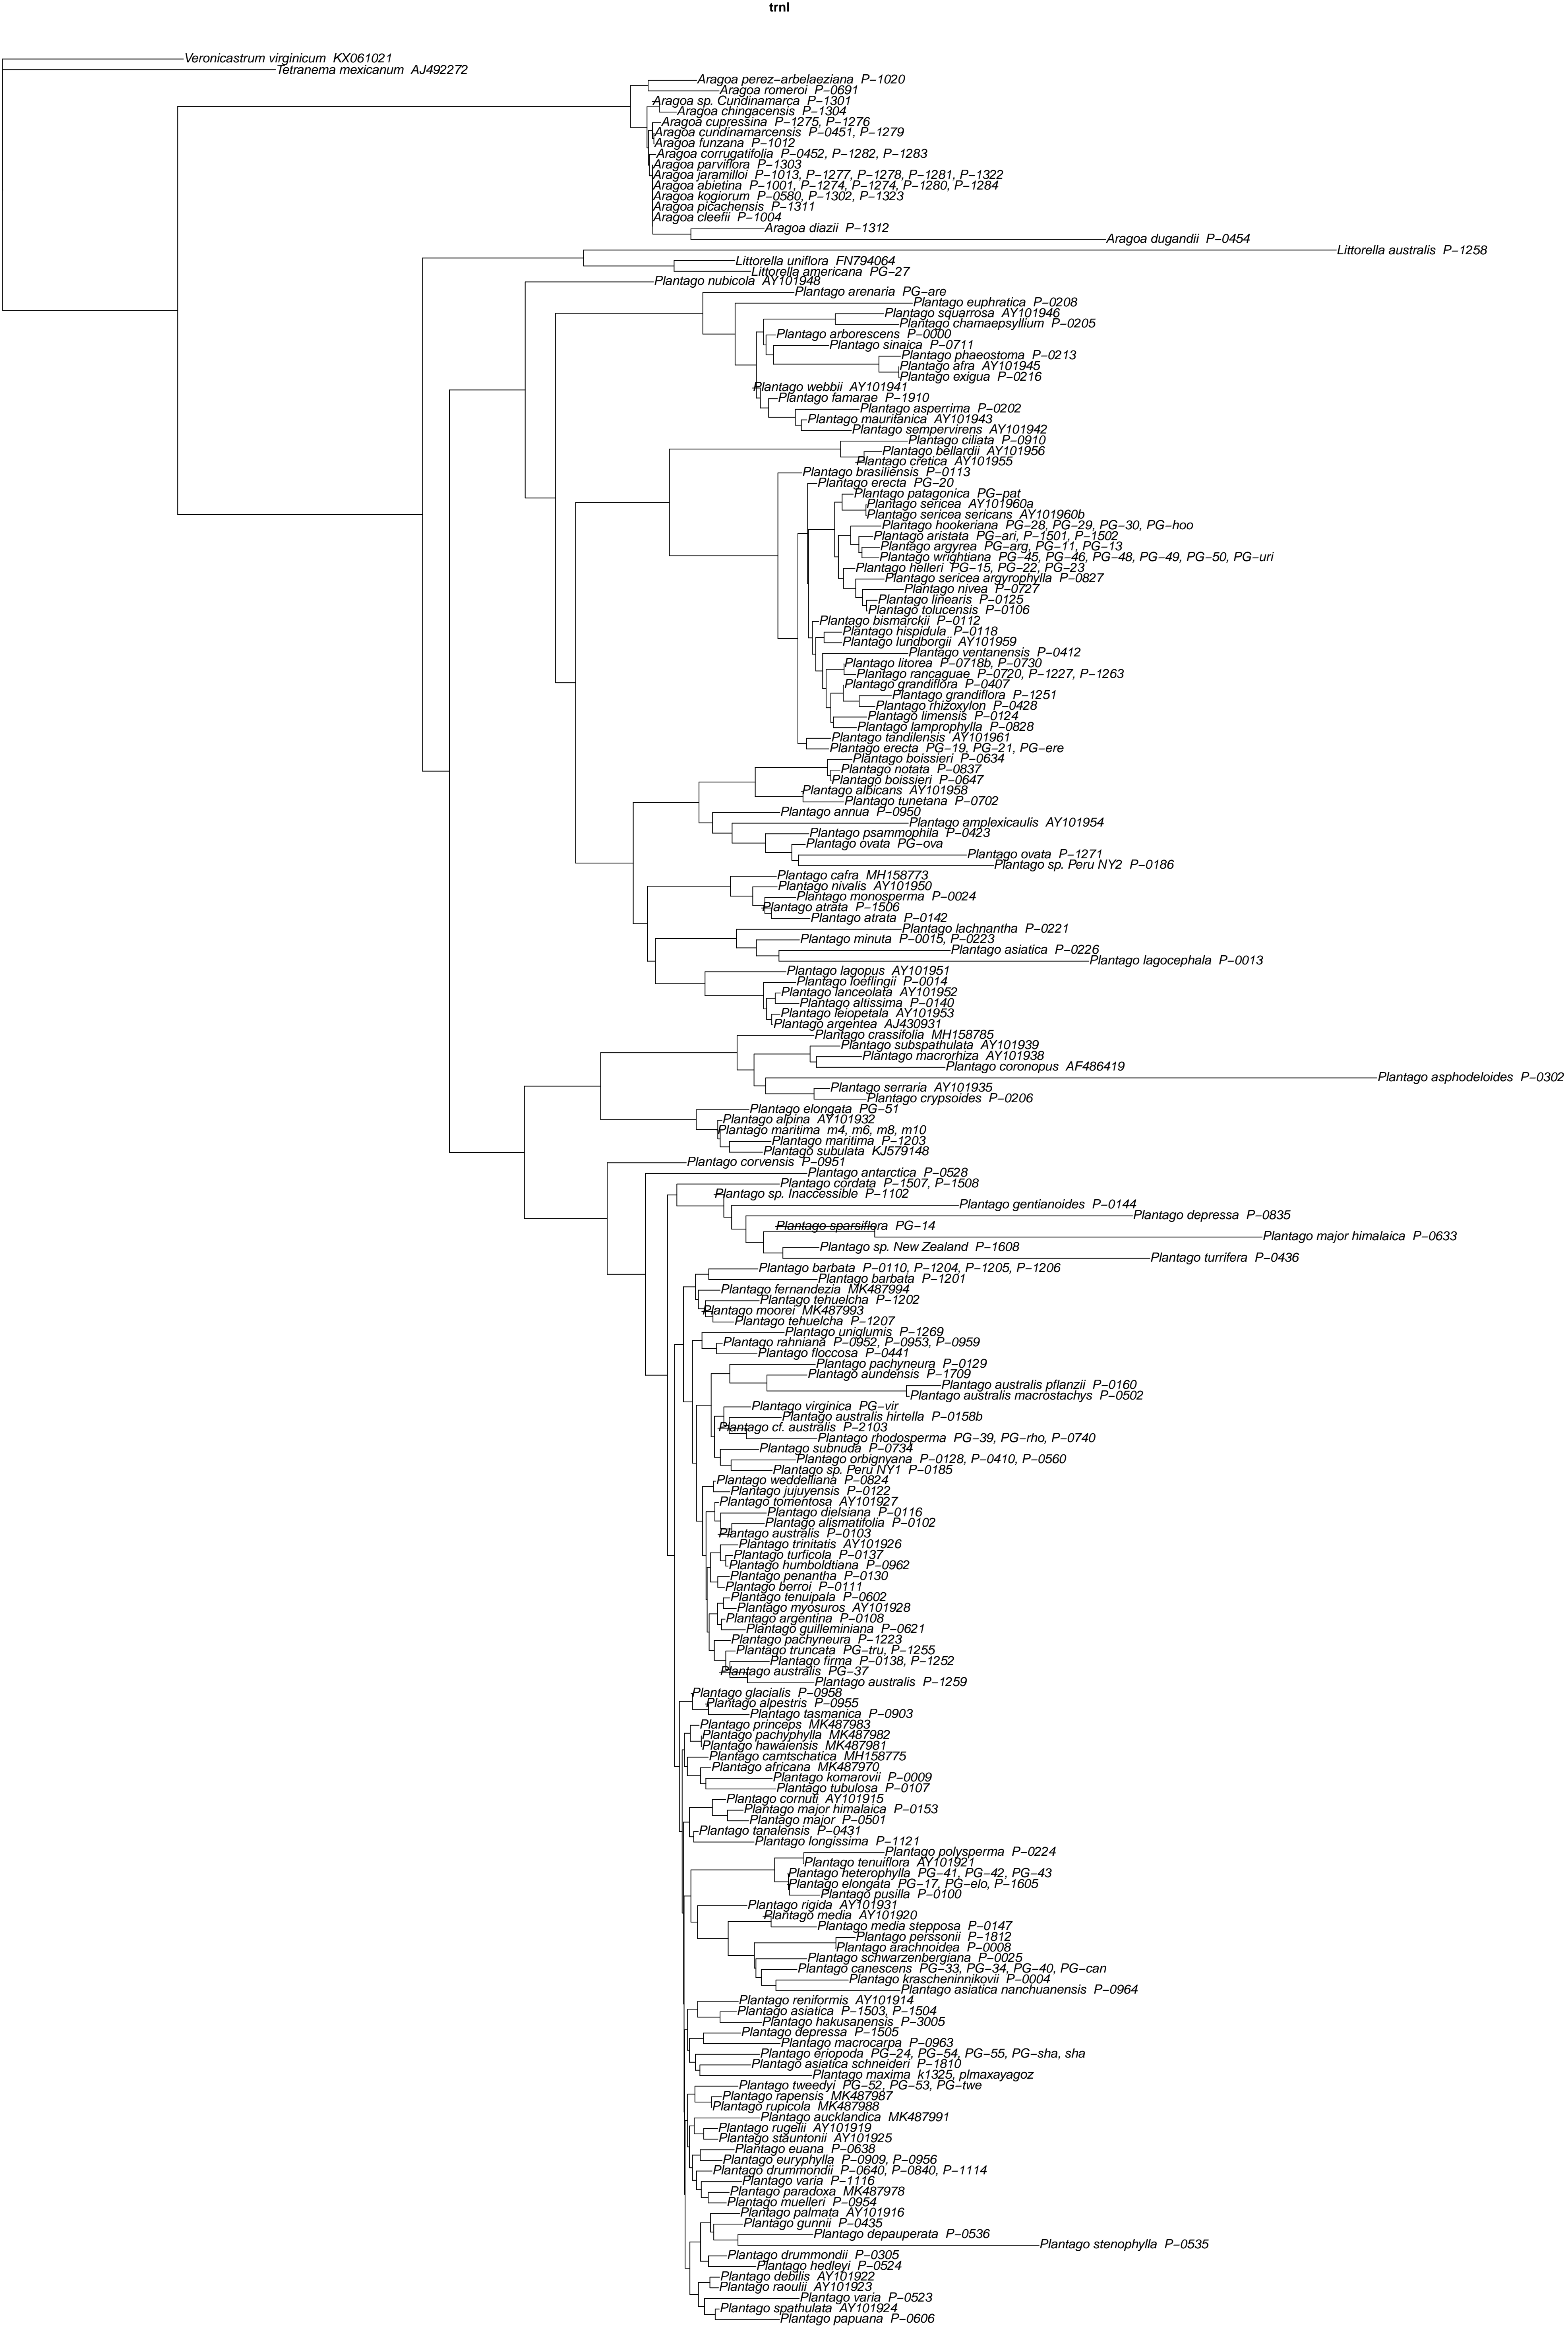 trnl
Veronicastrum virginicum KX061021
Tetranema mexicanum AJ492272
Aragoa perez−arbelaeziana P−1020
Aragoa romeroi P−0691
Aragoa sp. Cundinamarca P−1301
Aragoa chingacensis P−1304
Aragoa cupressina P−1275, P−1276
Aragoa cundinamarcensis P−0451, P−1279
Aragoa funzana P−1012
Aragoa corrugatifolia P−0452, P−1282, P−1283
Aragoa parviflora P−1303
Aragoa jaramilloi P−1013, P−1277, P−1278, P−1281, P−1322
Aragoa abietina P−1001, P−1274, P−1274, P−1280, P−1284
Aragoa kogiorum P−0580, P−1302, P−1323
Aragoa picachensis P−1311
Aragoa cleefii P−1004
Aragoa diazii P−1312
Aragoa dugandii P−0454
Littorella australis P−1258
Littorella uniflora FN794064
Littorella americana PG−27
Plantago nubicola AY101948
Plantago arenaria PG−are
Plantago euphratica P−0208
Plantago squarrosa AY101946
Plantago chamaepsyllium P−0205
Plantago arborescens P−0000
Plantago sinaica P−0711
Plantago phaeostoma P−0213
Plantago afra AY101945
Plantago exigua P−0216
Plantago webbii AY101941
Plantago famarae P−1910
Plantago asperrima P−0202
Plantago mauritanica AY101943
Plantago sempervirens AY101942
Plantago ciliata P−0910
Plantago bellardii AY101956
Plantago cretica AY101955
Plantago brasiliensis P−0113
Plantago erecta PG−20
Plantago patagonica PG−pat
Plantago sericea AY101960a
Plantago sericea sericans AY101960b
Plantago hookeriana PG−28, PG−29, PG−30, PG−hoo
Plantago aristata PG−ari, P−1501, P−1502
Plantago argyrea PG−arg, PG−11, PG−13
Plantago wrightiana PG−45, PG−46, PG−48, PG−49, PG−50, PG−uri
Plantago helleri PG−15, PG−22, PG−23
Plantago sericea argyrophylla P−0827
Plantago nivea P−0727
Plantago linearis P−0125
Plantago tolucensis P−0106
Plantago bismarckii P−0112
Plantago hispidula P−0118
Plantago lundborgii AY101959
Plantago ventanensis P−0412
Plantago litorea P−0718b, P−0730
Plantago rancaguae P−0720, P−1227, P−1263
Plantago grandiflora P−0407
Plantago grandiflora P−1251
Plantago rhizoxylon P−0428
Plantago limensis P−0124
Plantago lamprophylla P−0828
Plantago tandilensis AY101961
Plantago erecta PG−19, PG−21, PG−ere
Plantago boissieri P−0634
Plantago notata P−0837
Plantago boissieri P−0647
Plantago albicans AY101958
Plantago tunetana P−0702
Plantago annua P−0950
Plantago amplexicaulis AY101954
Plantago psammophila P−0423
Plantago ovata PG−ova
Plantago ovata P−1271
Plantago sp. Peru NY2 P−0186
Plantago cafra MH158773
Plantago nivalis AY101950
Plantago monosperma P−0024
Plantago atrata P−1506
Plantago atrata P−0142
Plantago lachnantha P−0221
Plantago minuta P−0015, P−0223
Plantago asiatica P−0226
Plantago lagocephala P−0013
Plantago lagopus AY101951
Plantago loeflingii P−0014
Plantago lanceolata AY101952
Plantago altissima P−0140
Plantago leiopetala AY101953
Plantago argentea AJ430931
Plantago crassifolia MH158785
Plantago subspathulata AY101939
Plantago macrorhiza AY101938
Plantago coronopus AF486419
Plantago asphodeloides P−0302
Plantago serraria AY101935
Plantago crypsoides P−0206
Plantago elongata PG−51
Plantago alpina AY101932
Plantago maritima m4, m6, m8, m10
Plantago maritima P−1203
Plantago subulata KJ579148
Plantago corvensis P−0951
Plantago antarctica P−0528
Plantago cordata P−1507, P−1508
Plantago sp. Inaccessible P−1102
Plantago gentianoides P−0144
Plantago depressa P−0835
Plantago sparsiflora PG−14
Plantago major himalaica P−0633
Plantago sp. New Zealand P−1608
Plantago turrifera P−0436
Plantago barbata P−0110, P−1204, P−1205, P−1206
Plantago barbata P−1201
Plantago fernandezia MK487994
Plantago tehuelcha P−1202
Plantago moorei MK487993
Plantago tehuelcha P−1207
Plantago uniglumis P−1269
Plantago rahniana P−0952, P−0953, P−0959
Plantago floccosa P−0441
Plantago pachyneura P−0129
Plantago aundensis P−1709
Plantago australis pflanzii P−0160
Plantago australis macrostachys P−0502
Plantago virginica PG−vir
Plantago australis hirtella P−0158b
Plantago cf. australis P−2103
Plantago rhodosperma PG−39, PG−rho, P−0740
Plantago subnuda P−0734
Plantago orbignyana P−0128, P−0410, P−0560
Plantago sp. Peru NY1 P−0185
Plantago weddelliana P−0824
Plantago jujuyensis P−0122
Plantago tomentosa AY101927
Plantago dielsiana P−0116
Plantago alismatifolia P−0102
Plantago australis P−0103
Plantago trinitatis AY101926
Plantago turficola P−0137
Plantago humboldtiana P−0962
Plantago penantha P−0130
Plantago berroi P−0111
Plantago tenuipala P−0602
Plantago myosuros AY101928
Plantago argentina P−0108
Plantago guilleminiana P−0621
Plantago pachyneura P−1223
Plantago truncata PG−tru, P−1255
Plantago firma P−0138, P−1252
Plantago australis PG−37
Plantago australis P−1259
Plantago glacialis P−0958
Plantago alpestris P−0955
Plantago tasmanica P−0903
Plantago princeps MK487983
Plantago pachyphylla MK487982
Plantago hawaiensis MK487981
Plantago camtschatica MH158775
Plantago africana MK487970
Plantago komarovii P−0009
Plantago tubulosa P−0107
Plantago cornuti AY101915
Plantago major himalaica P−0153
Plantago major P−0501
Plantago tanalensis P−0431
Plantago longissima P−1121
Plantago polysperma P−0224
Plantago tenuiflora AY101921
Plantago heterophylla PG−41, PG−42, PG−43
Plantago elongata PG−17, PG−elo, P−1605
Plantago pusilla P−0100
Plantago rigida AY101931
Plantago media AY101920
Plantago media stepposa P−0147
Plantago perssonii P−1812
Plantago arachnoidea P−0008
Plantago schwarzenbergiana P−0025
Plantago canescens PG−33, PG−34, PG−40, PG−can
Plantago krascheninnikovii P−0004
Plantago asiatica nanchuanensis P−0964
Plantago reniformis AY101914
Plantago asiatica P−1503, P−1504
Plantago hakusanensis P−3005
Plantago depressa P−1505
Plantago macrocarpa P−0963
Plantago eriopoda PG−24, PG−54, PG−55, PG−sha, sha
Plantago asiatica schneideri P−1810
Plantago maxima k1325, plmaxayagoz
Plantago tweedyi PG−52, PG−53, PG−twe
Plantago rapensis MK487987
Plantago rupicola MK487988
Plantago aucklandica MK487991
Plantago rugelii AY101919
Plantago stauntonii AY101925
Plantago euana P−0638
Plantago euryphylla P−0909, P−0956
Plantago drummondii P−0640, P−0840, P−1114
Plantago varia P−1116
Plantago paradoxa MK487978
Plantago muelleri P−0954
Plantago palmata AY101916
Plantago gunnii P−0435
Plantago depauperata P−0536
Plantago stenophylla P−0535
Plantago drummondii P−0305
Plantago hedleyi P−0524
Plantago debilis AY101922
Plantago raoulii AY101923
Plantago varia P−0523
Plantago spathulata AY101924
Plantago papuana P−0606